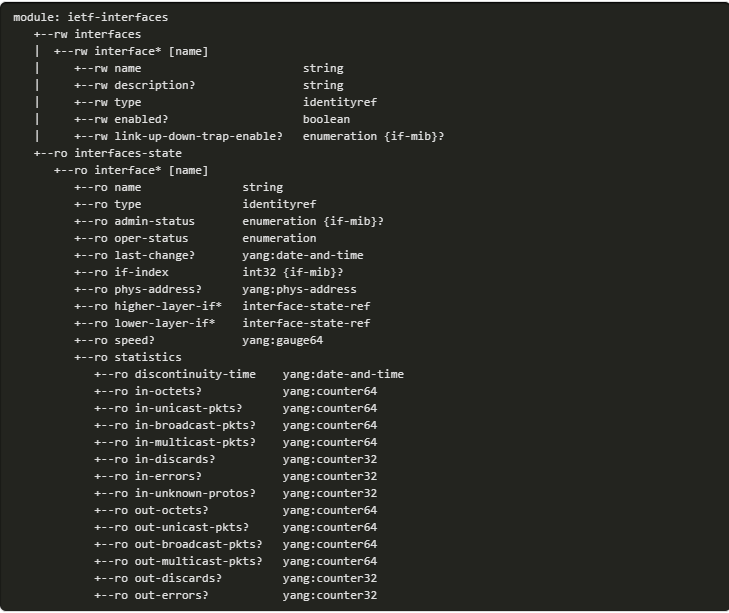 module: ietf-interfaces
   +--rw interfaces
   |  +--rw interface* [name]
   |     +--rw name                        string
   |     +--rw description?                string
   |     +--rw type                        identityref
   |     +--rw enabled?                    boolean
   |     +--rw link-up-down-trap-enable?   enumeration {if-mib}?
   +--ro interfaces-state
      +--ro interface* [name]
         +--ro name               string
         +--ro type               identityref
         +--ro admin-status       enumeration {if-mib}?
         +--ro oper-status        enumeration
         +--ro last-change?       yang:date-and-time
         +--ro if-index           int32 {if-mib}?
         +--ro phys-address?      yang:phys-address
         +--ro higher-layer-if*   interface-state-ref
         +--ro lower-layer-if*    interface-state-ref
         +--ro speed?             yang:gauge64
         +--ro statistics
            +--ro discontinuity-time    yang:date-and-time
            +--ro in-octets?            yang:counter64
            +--ro in-unicast-pkts?      yang:counter64
            +--ro in-broadcast-pkts?    yang:counter64
            +--ro in-multicast-pkts?    yang:counter64
            +--ro in-discards?          yang:counter32
            +--ro in-errors?            yang:counter32
            +--ro in-unknown-protos?    yang:counter32
            +--ro out-octets?           yang:counter64
            +--ro out-unicast-pkts?     yang:counter64
            +--ro out-broadcast-pkts?   yang:counter64
            +--ro out-multicast-pkts?   yang:counter64
            +--ro out-discards?         yang:counter32
            +--ro out-errors?           yang:counter32